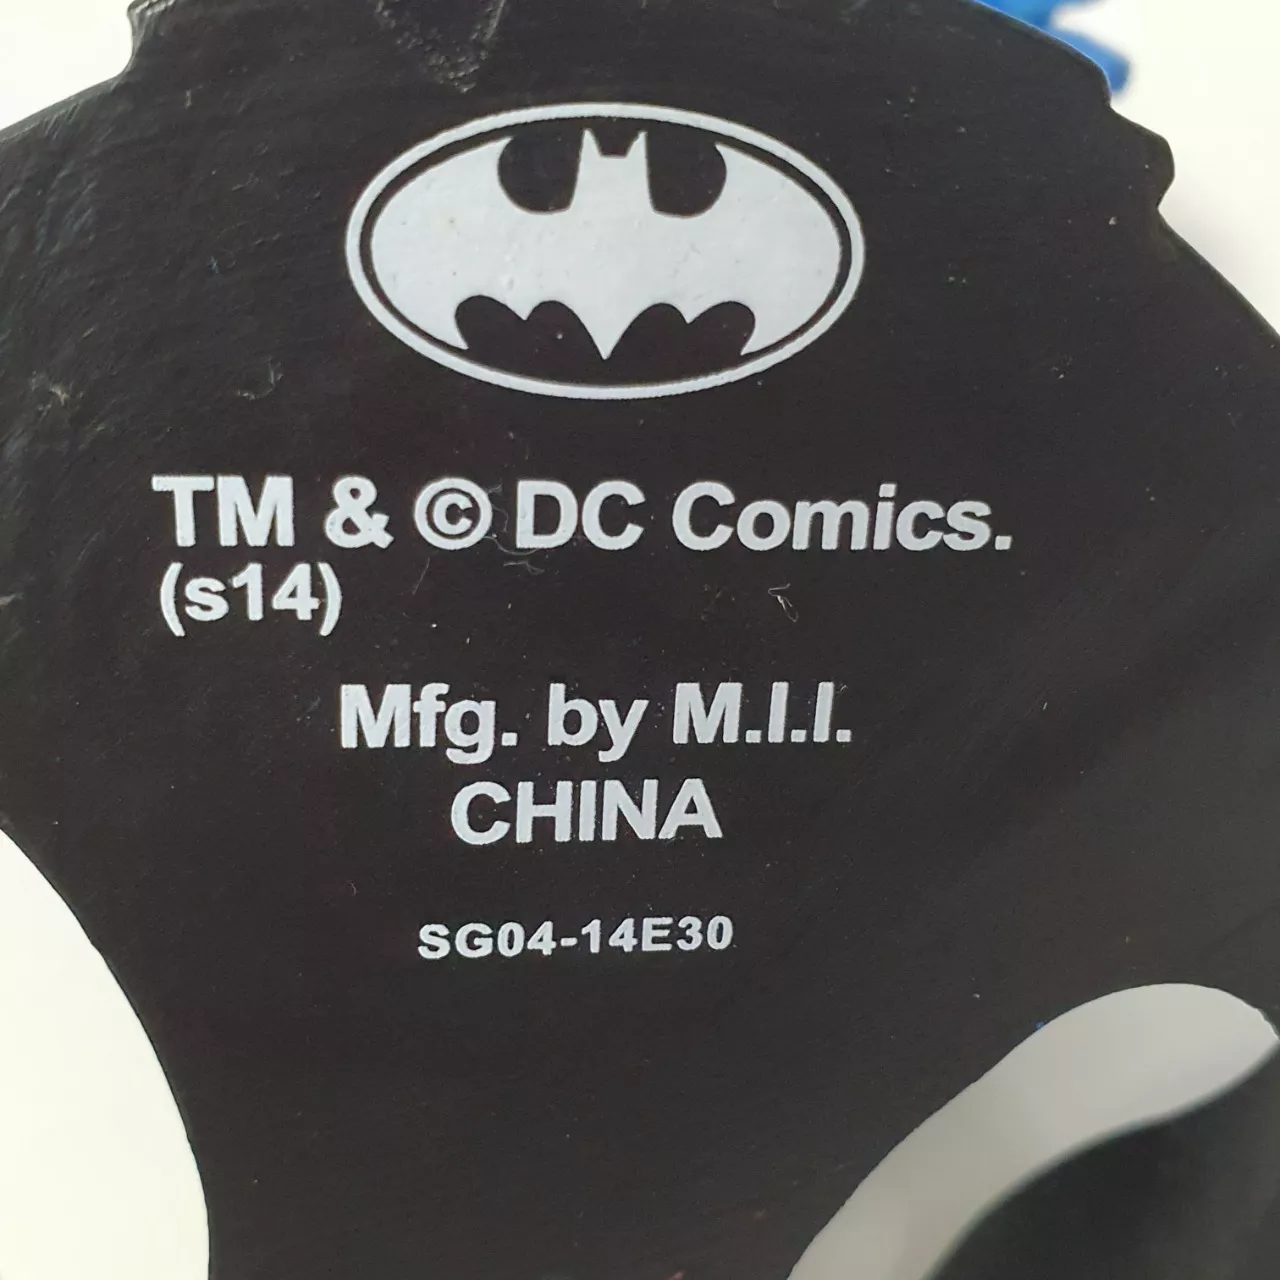 TM & © DC Comics.
(s14)
Mfg. by M.I.I.
CHINA
SG04-14E30